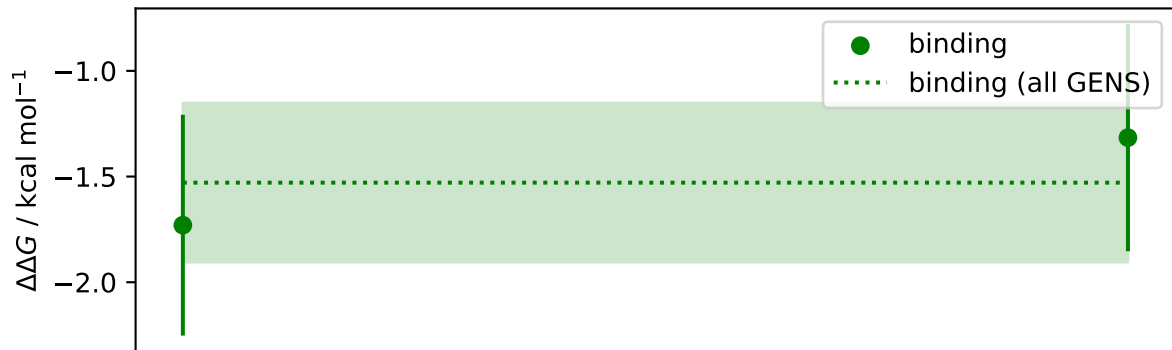 binding
binding (all GENS)
−1.0
−1.5
−2.0
ΔΔG / kcal mol⁻¹